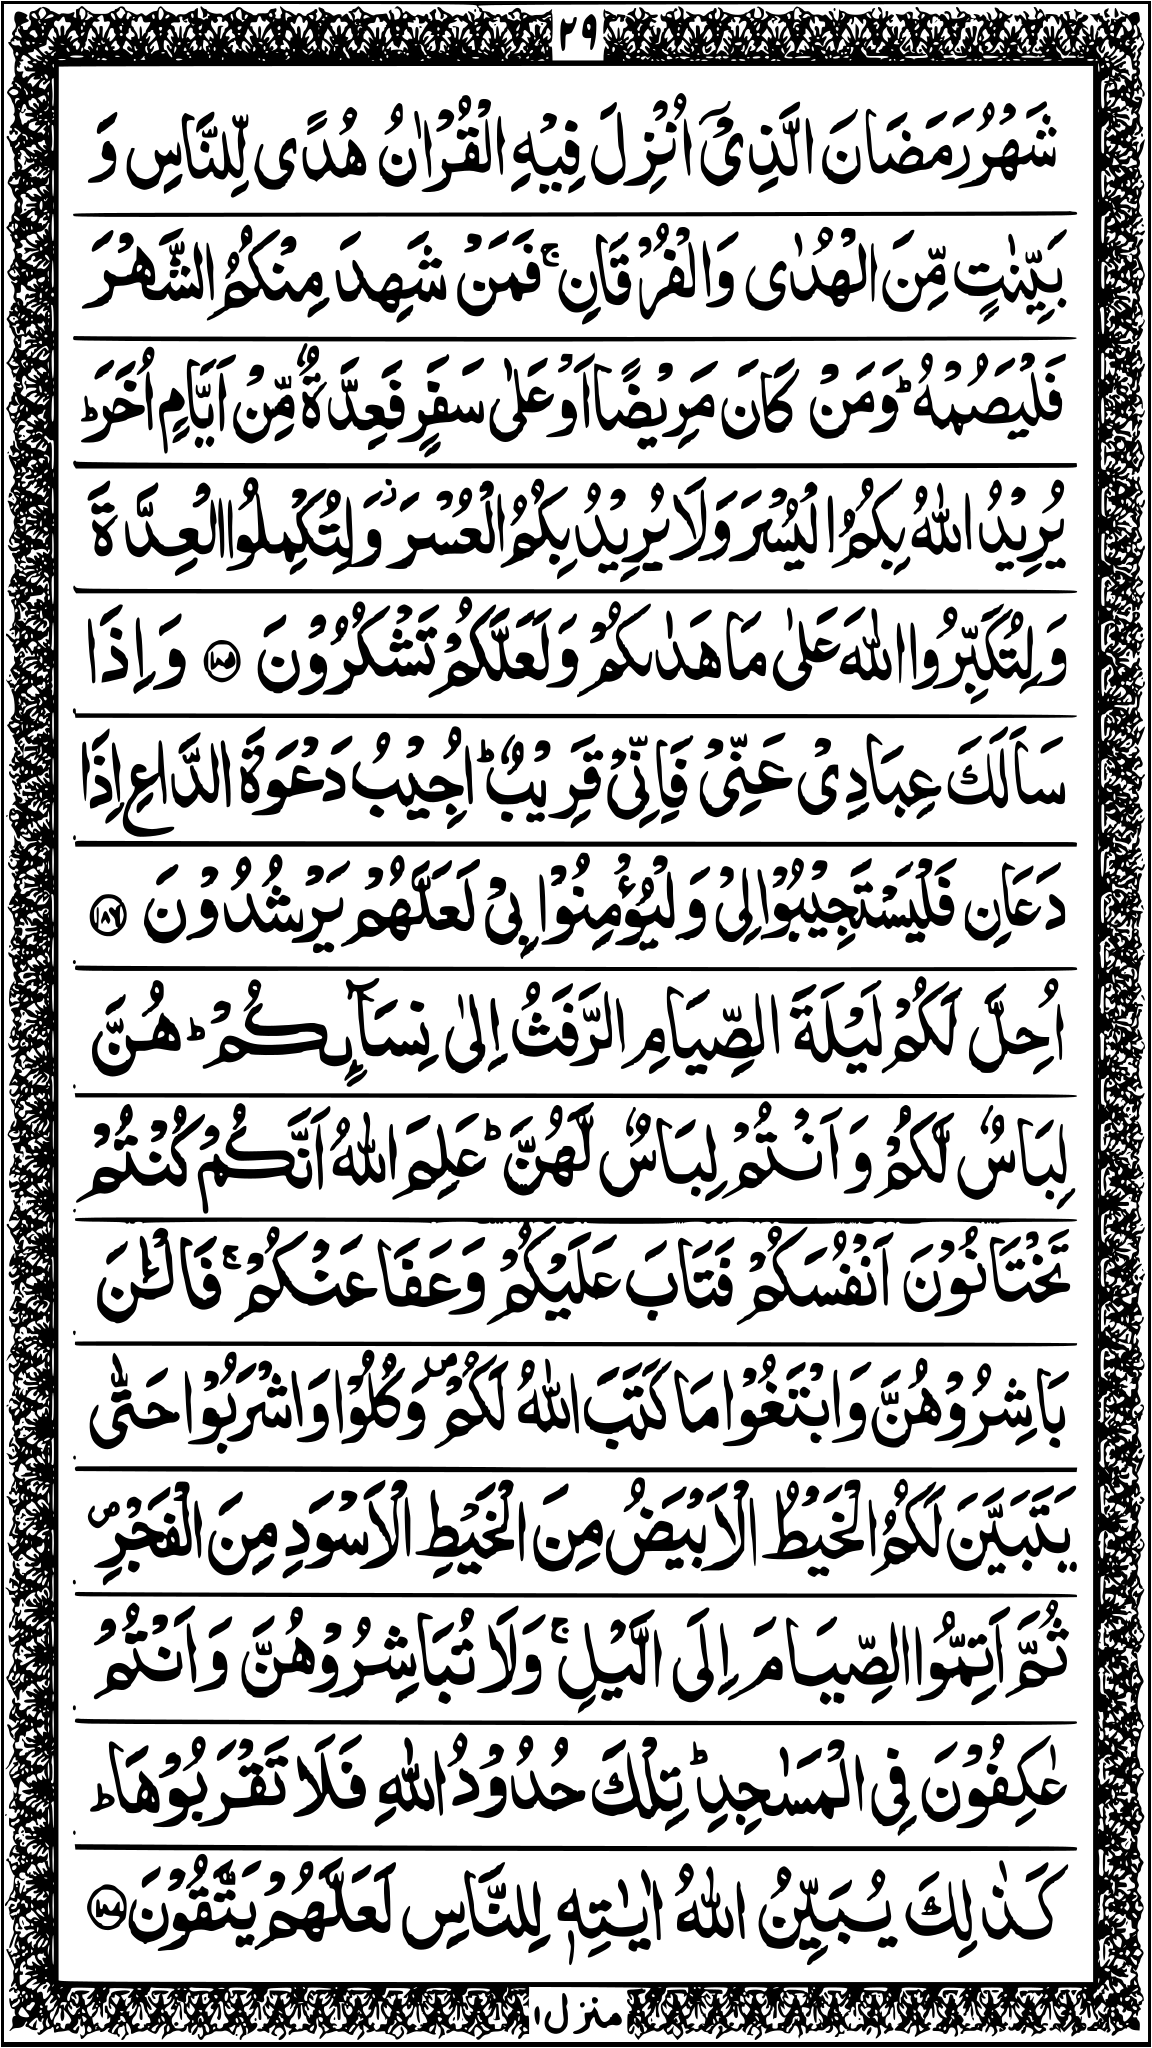 ٢٩
شَهْرُ رَمَضَانَ الَّذِیْۤ اُنْزِلَ فِیْهِ الْقُرْاٰنُ هُدًی لِّلنَّاسِ وَ
بَیِّنٰتٍ مِّنَ الْهُدٰی وَالْفُرْقَانِ ۚ فَمَنْ شَهِدَ مِنْكُمُ الشَّهْرَ
فَلْیَصُمْهُ ؕ وَمَنْ كَانَ مَرِیْضًا اَوْ عَلٰی سَفَرٍ فَعِدَّةٌ مِّنْ اَیَّامٍ اُخَرَ ؕ
یُرِیْدُ اللّٰهُ بِكُمُ الْیُسْرَ وَلَا یُرِیْدُ بِكُمُ الْعُسْرَ ۫ وَلِتُكْمِلُوا الْعِدَّةَ
وَلِتُكَبِّرُوا اللّٰهَ عَلٰی مَا هَدٰىكُمْ وَلَعَلَّكُمْ تَشْكُرُوْنَ ﴿۱۸۵﴾ وَاِذَا
سَاَلَكَ عِبَادِیْ عَنِّیْ فَاِنِّیْ قَرِیْبٌ ؕ اُجِیْبُ دَعْوَةَ الدَّاعِ اِذَا
دَعَانِ فَلْیَسْتَجِیْبُوْا لِیْ وَلْیُؤْمِنُوْا بِیْ لَعَلَّهُمْ یَرْشُدُوْنَ ﴿۱۸۶﴾
اُحِلَّ لَكُمْ لَیْلَةَ الصِّیَامِ الرَّفَثُ اِلٰی نِسَآىِٕكُمْ ؕ هُنَّ
لِبَاسٌ لَّكُمْ وَاَنْتُمْ لِبَاسٌ لَّهُنَّ ؕ عَلِمَ اللّٰهُ اَنَّكُمْ كُنْتُمْ
تَخْتَانُوْنَ اَنْفُسَكُمْ فَتَابَ عَلَیْكُمْ وَعَفَا عَنْكُمْ ۚ فَالْـٰٔنَ
بَاشِرُوْهُنَّ وَابْتَغُوْا مَا كَتَبَ اللّٰهُ لَكُمْ ۪ وَكُلُوْا وَاشْرَبُوْا حَتّٰی
یَتَبَیَّنَ لَكُمُ الْخَیْطُ الْاَبْیَضُ مِنَ الْخَیْطِ الْاَسْوَدِ مِنَ الْفَجْرِ ۪
ثُمَّ اَتِمُّوا الصِّیَامَ اِلَی الَّیْلِ ۚ وَلَا تُبَاشِرُوْهُنَّ وَاَنْتُمْ
عٰكِفُوْنَ فِی الْمَسٰجِدِ ؕ تِلْكَ حُدُوْدُ اللّٰهِ فَلَا تَقْرَبُوْهَا ؕ
كَذٰلِكَ یُبَیِّنُ اللّٰهُ اٰیٰتِهٖ لِلنَّاسِ لَعَلَّهُمْ یَتَّقُوْنَ ﴿۱۸۷﴾
منزل ۱